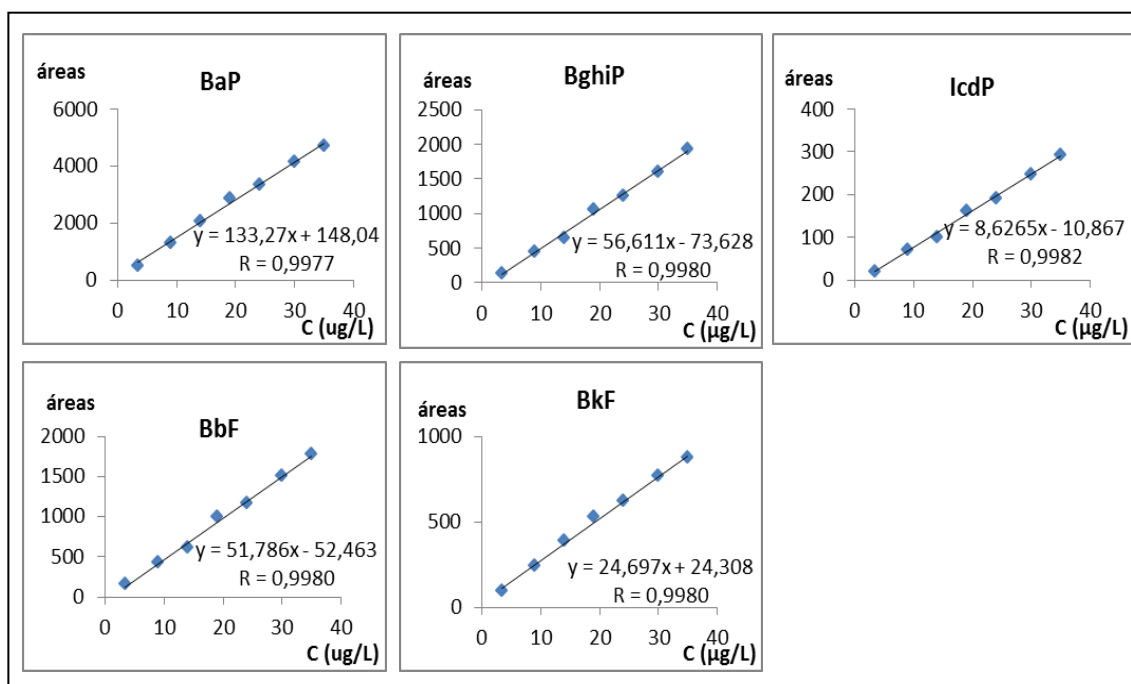 áreas
BaP
6000
4000
2000
0
y = 133,27x + 148,04
R = 0,9977
0 10 20 30 40
C (ug/L)
áreas
BghiP
2500
2000
1500
1000
500
0
y = 56,611x - 73,628
R = 0,9980
0 10 20 30 40
C (µg/L)
áreas
IcdP
400
300
200
100
0
y = 8,6265x - 10,867
R = 0,9982
0 10 20 30 40
C (µg/L)
áreas
BbF
2000
1500
1000
500
0
y = 51,786x - 52,463
R = 0,9980
0 20 40
C (ug/L)
áreas
BkF
1000
500
0
y = 24,697x + 24,308
R = 0,9980
0 10 20 30 40
C (µg/L)